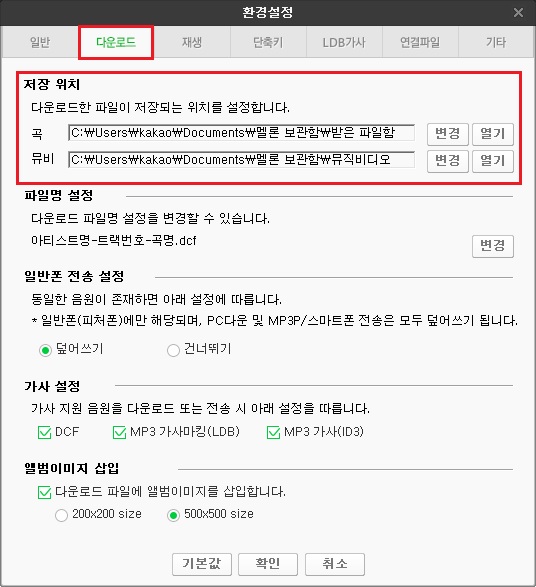 환경설정
일반 다운로드 재생 단축키 LDB가사 연결파일 기타
저장 위치
다운로드한 파일이 저장되는 위치를 설정합니다.
곡 C:₩Users₩kakao₩Documents₩멜론 보관함₩받은 파일함 변경 열기
뮤비 C:₩Users₩kakao₩Documents₩멜론 보관함₩뮤직비디오 변경 열기
파일명 설정
다운로드 파일명 설정을 변경할 수 있습니다.
아티스트명-트랙번호-곡명.dcf 변경
일반폰 전송 설정
동일한 음원이 존재하면 아래 설정에 따릅니다.
* 일반폰(피처폰)에만 해당되며, PC다운 및 MP3P/스마트폰 전송은 모두 덮어쓰기 됩니다.
덮어쓰기 건너뛰기
가사 설정
가사 지원 음원을 다운로드 또는 전송 시 아래 설정을 따릅니다.
DCF MP3 가사마킹(LDB) MP3 가사(ID3)
앨범이미지 삽입
다운로드 파일에 앨범이미지를 삽입합니다.
200x200 size 500x500 size
기본값 확인 취소